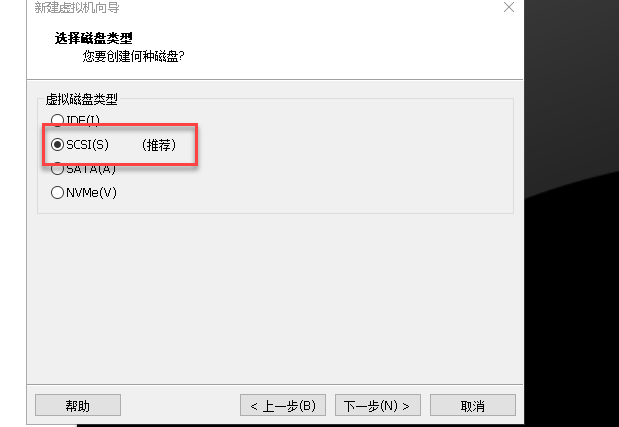 新建虚拟机向导
选择磁盘类型
您要创建何种磁盘?
虚拟磁盘类型
IDE(I)
SCSI(S) (推荐)
SATA(A)
NVMe(V)
帮助
< 上一步(B)
下一步(N) >
取消